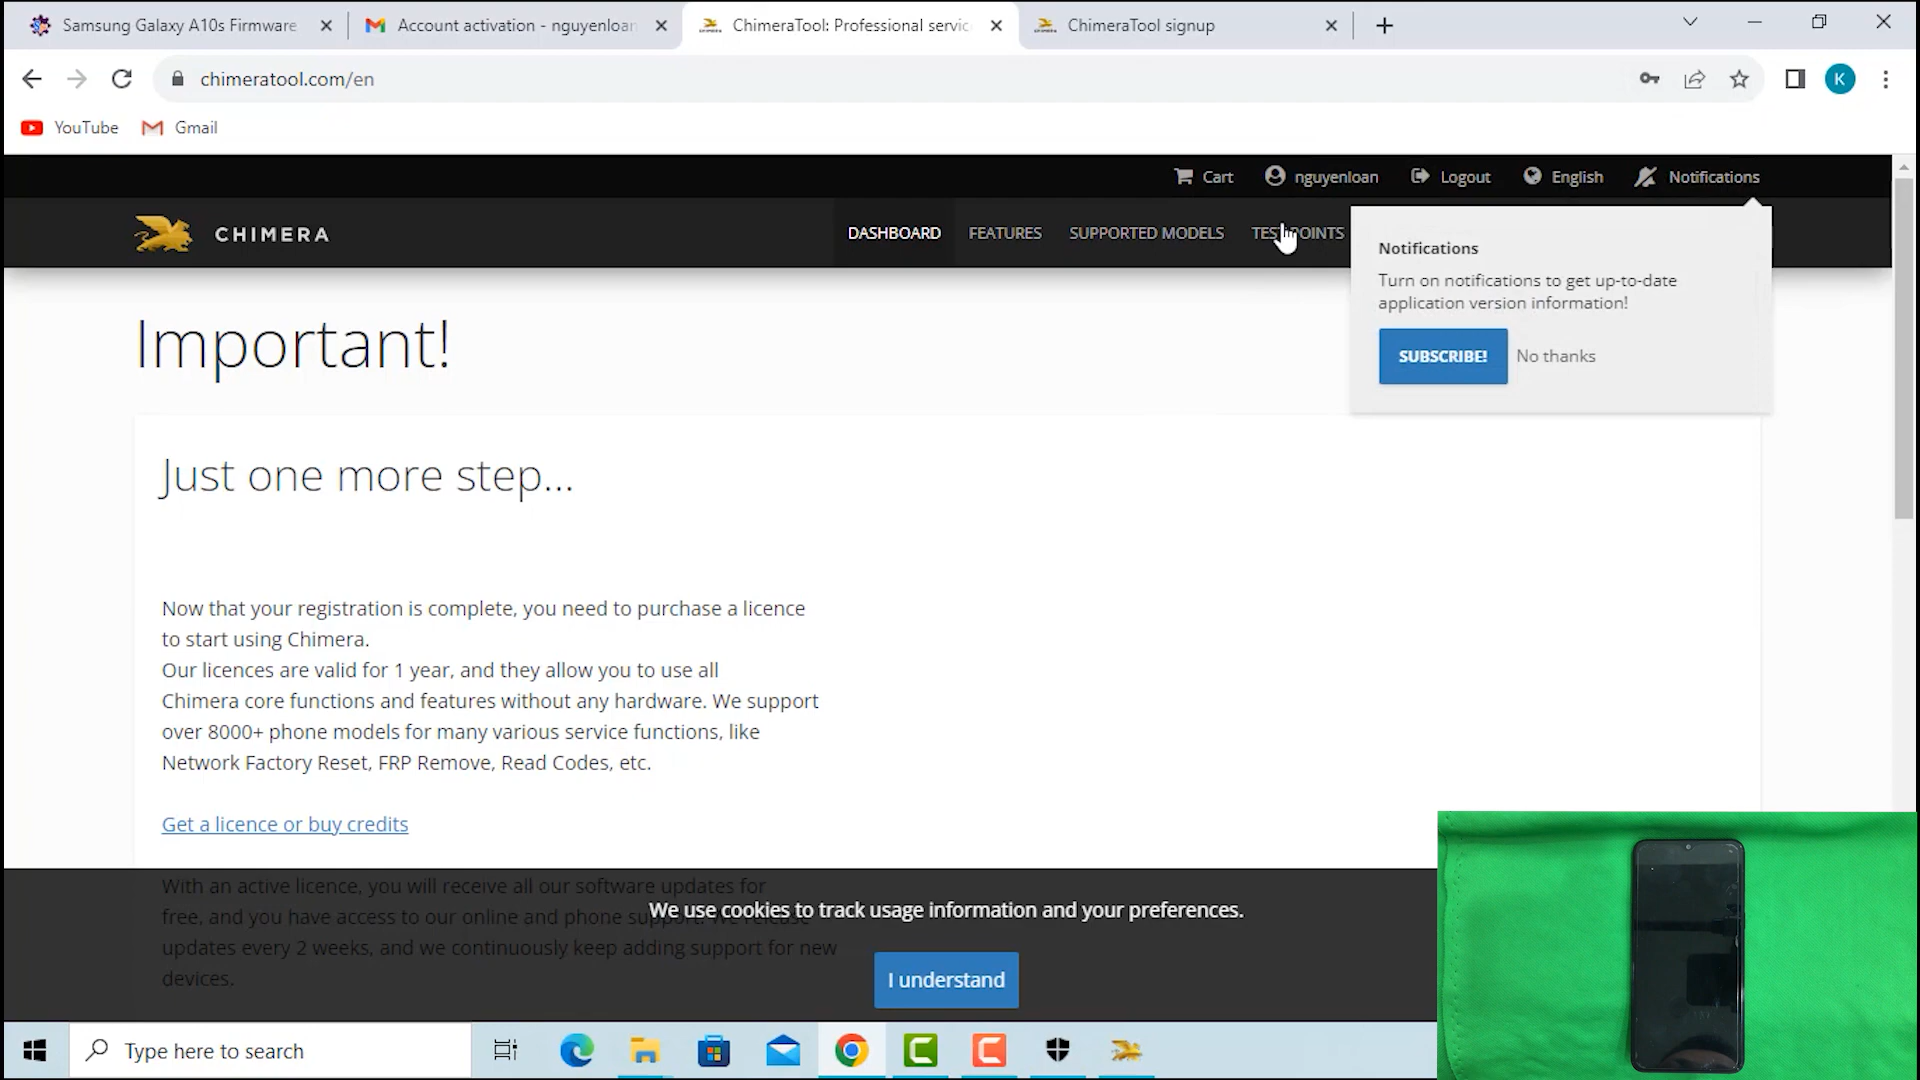 Samsung Galaxy A10s Firmware
Account activation - nguyenloan
ChimeraTool: Professional servic
ChimeraTool signup
chimeratool.com/en
K
YouTube
Gmail
Cart
nguyenloan
Logout
English
Notifications
CHIMERA
DASHBOARD
FEATURES
SUPPORTED MODELS
TEST POINTS
Notifications
Turn on notifications to get up-to-date
application version information!
SUBSCRIBE!
No thanks
Important!
Just one more step...
Now that your registration is complete, you need to purchase a licence
to start using Chimera.
Our licences are valid for 1 year, and they allow you to use all
Chimera core functions and features without any hardware. We support
over 8000+ phone models for many various service functions, like
Network Factory Reset, FRP Remove, Read Codes, etc.
Get a licence or buy credits
With an active licence, you will receive all our software updates for
free, and you have access to our online and phone support. We release
updates every 2 weeks, and we continuously keep adding support for new
devices.
We use cookies to track usage information and your preferences.
I understand
Type here to search